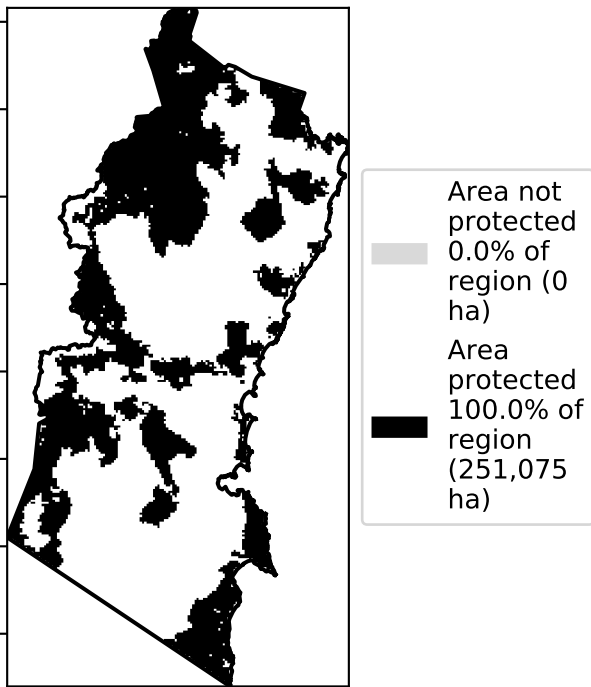 Area not
protected
0.0% of
region (0
ha)
Area
protected
100.0% of
region
(251,075
ha)